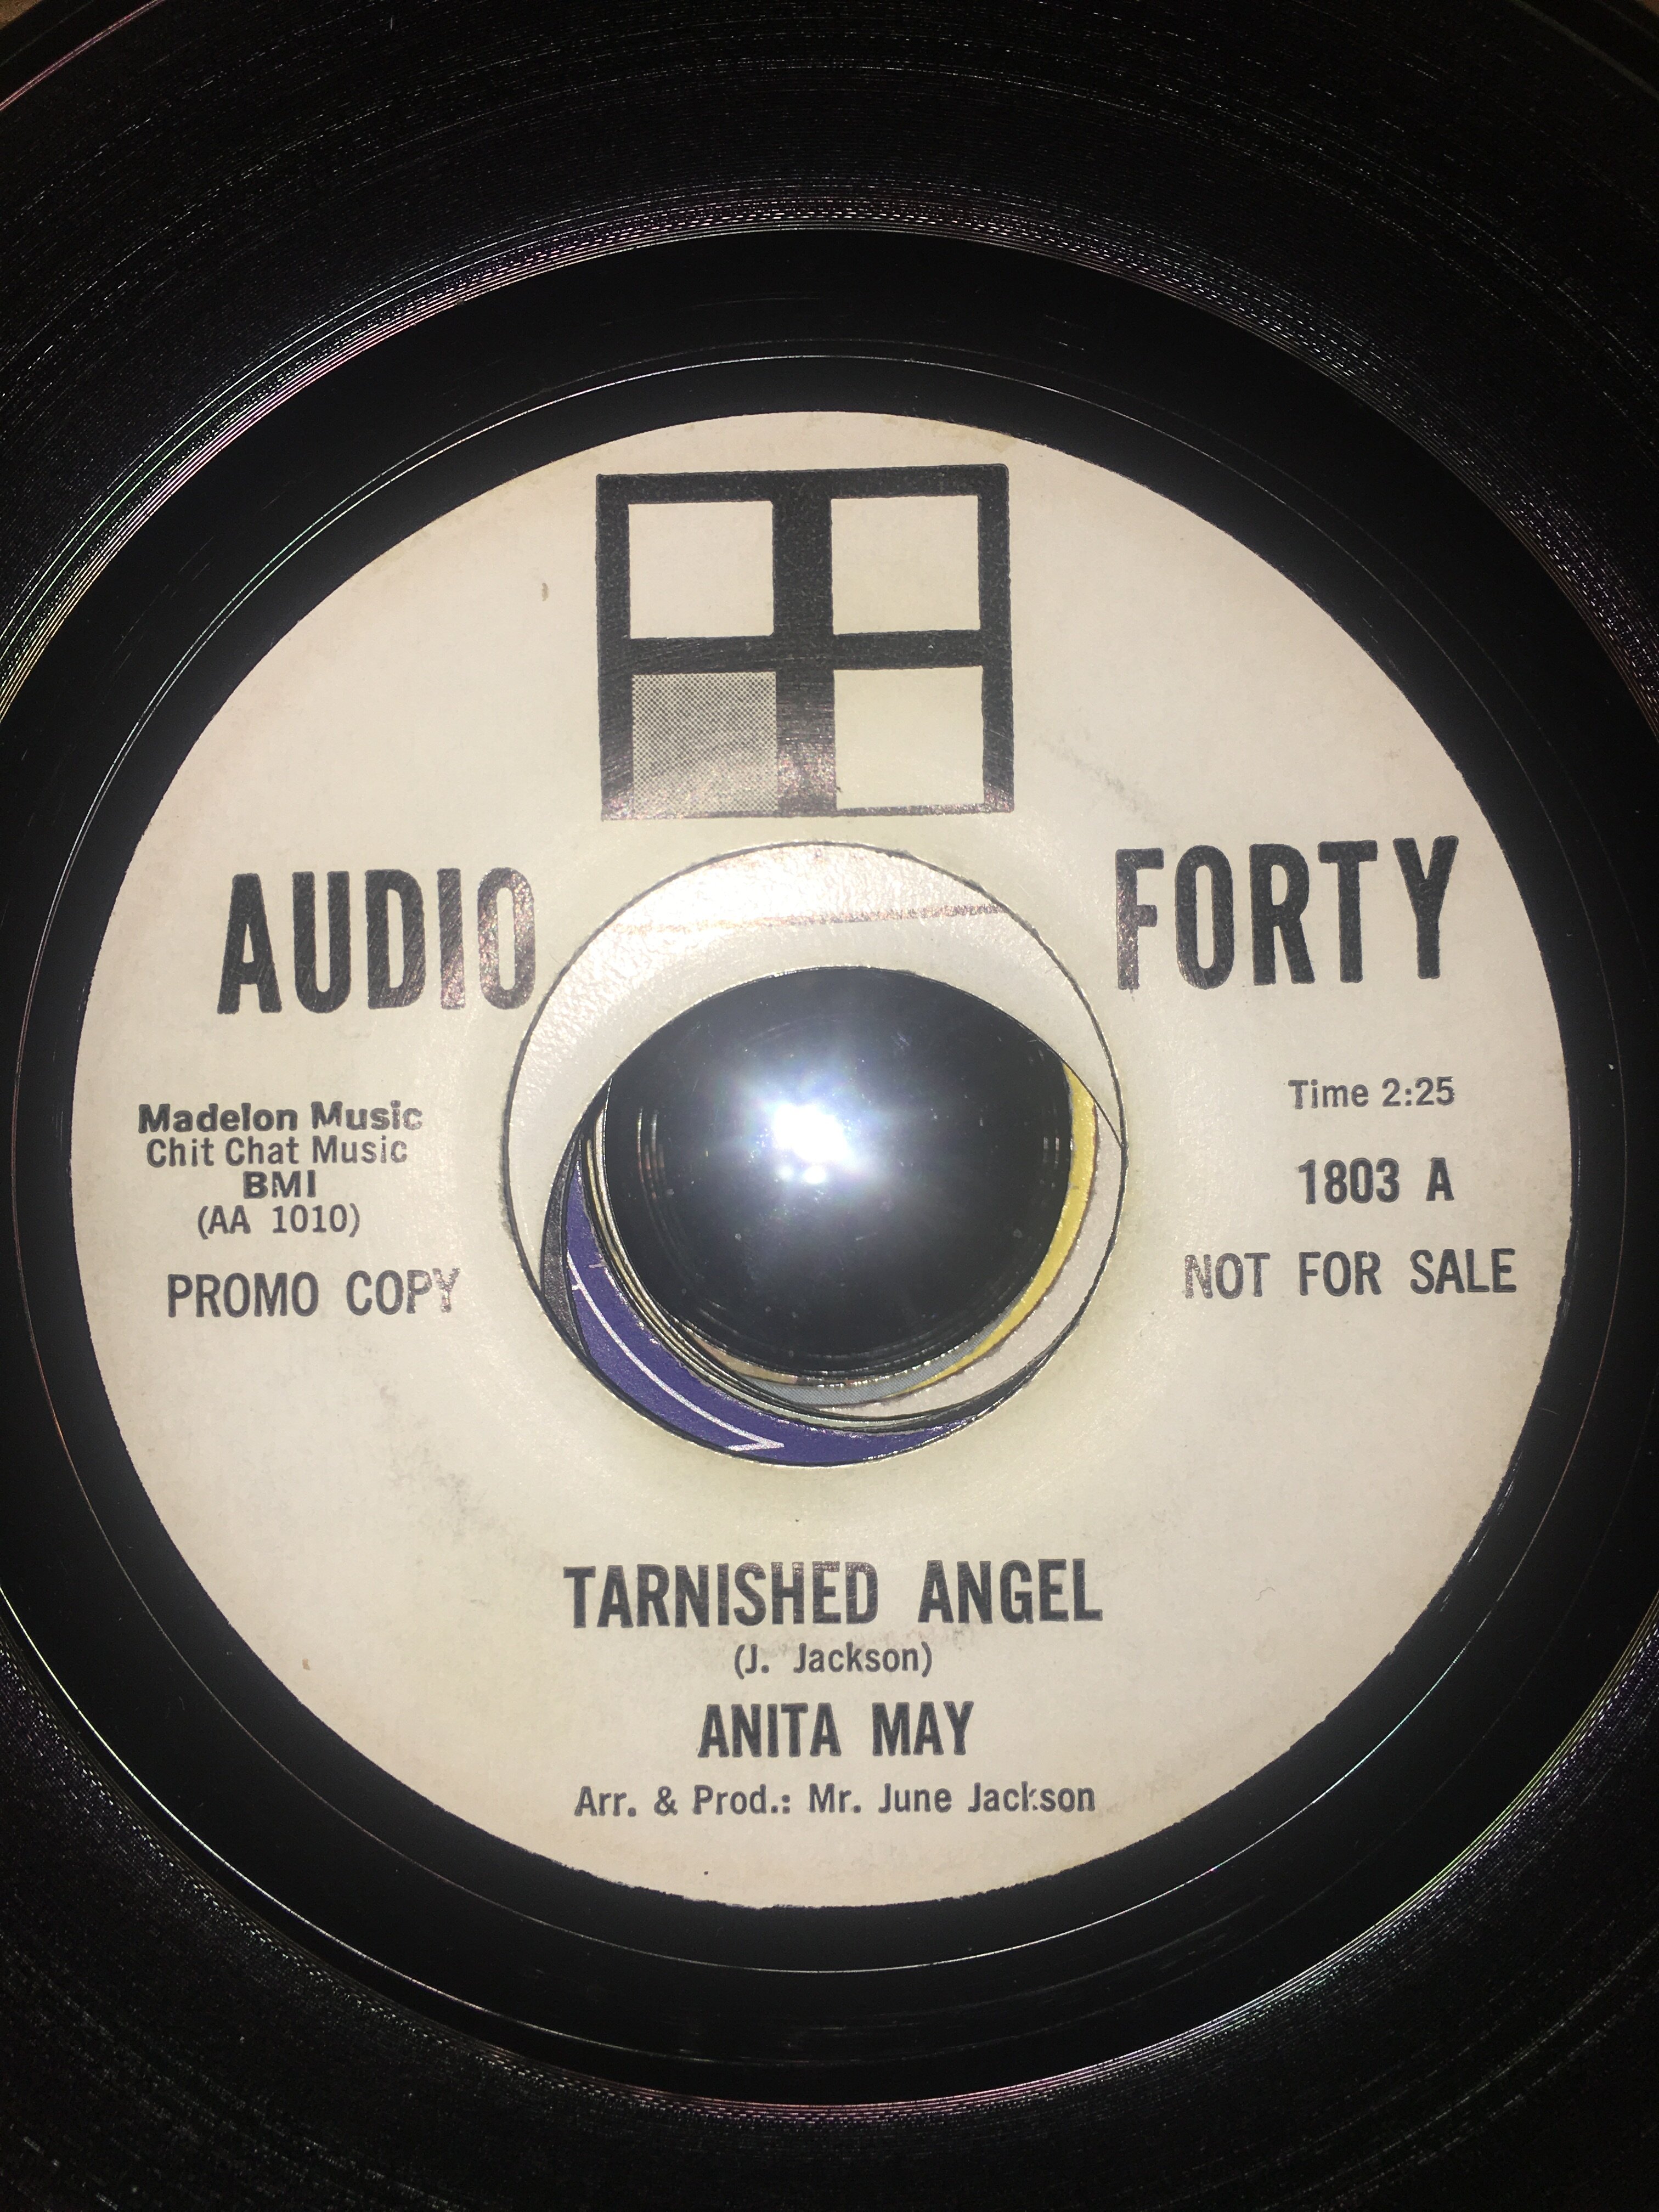 AUDIO FORTY
Madelon Music
Chit Chat Music
BMI
(AA 1010)
PROMO COPY
Time 2:25
1803 A
NOT FOR SALE
TARNISHED ANGEL
(J. Jackson)
ANITA MAY
Arr. & Prod.: Mr. June Jackson